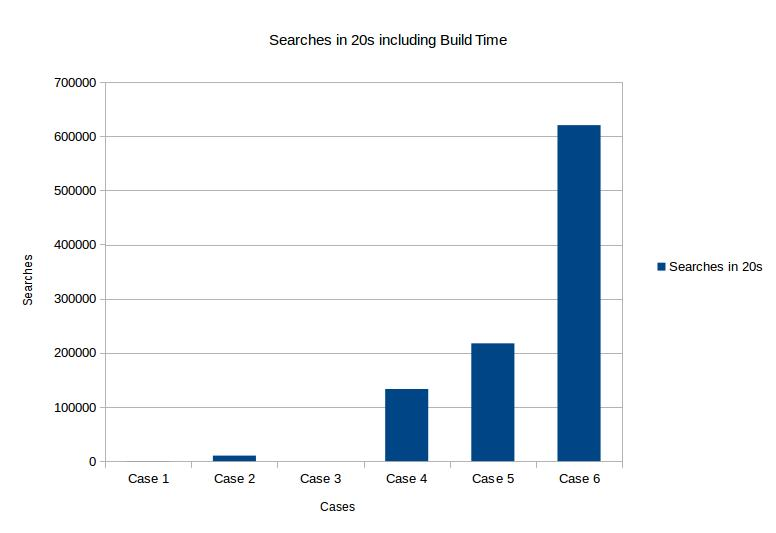 Searches in 20s including Build Time
700000
600000
500000
400000
300000
200000
100000
0
Searches
Case 1 Case 2 Case 3 Case 4 Case 5 Case 6
Cases
Searches in 20s